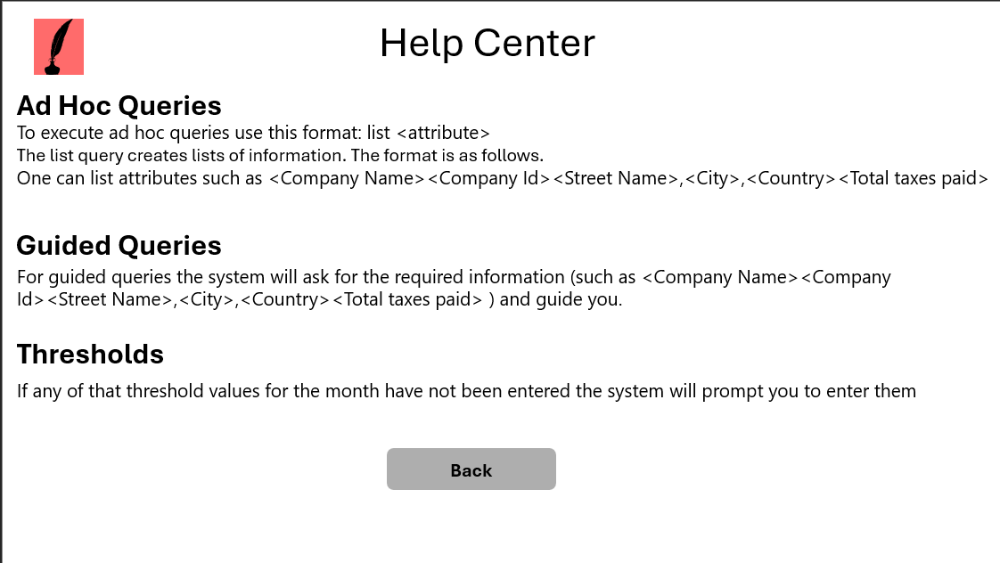 Help Center
Ad Hoc Queries
To execute ad hoc queries use this format: list <attribute>
The list query creates lists of information. The format is as follows.
One can list attributes such as <Company Name><Company Id><Street Name>,<City>,<Country><Total taxes paid>
Guided Queries
For guided queries the system will ask for the required information (such as <Company Name><Company
Id><Street Name>,<City>,<Country><Total taxes paid> ) and guide you.
Thresholds
If any of that threshold values for the month have not been entered the system will prompt you to enter them
Back